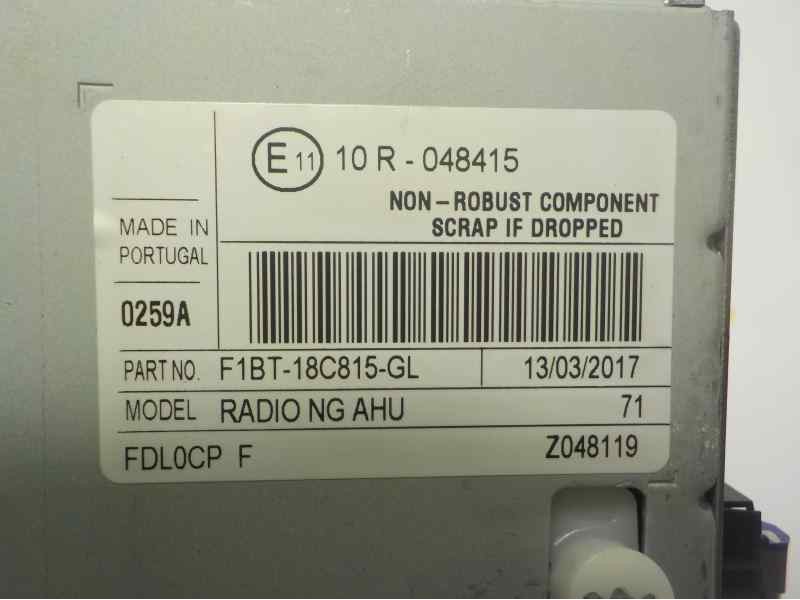 E 11 10 R - 048415
NON-ROBUST COMPONENT
SCRAP IF DROPPED
MADE IN
PORTUGAL
0259A
PART NO. F1BT-18C815-GL 13/03/2017
MODEL RADIO NG AHU 71
FDL0CP F Z048119